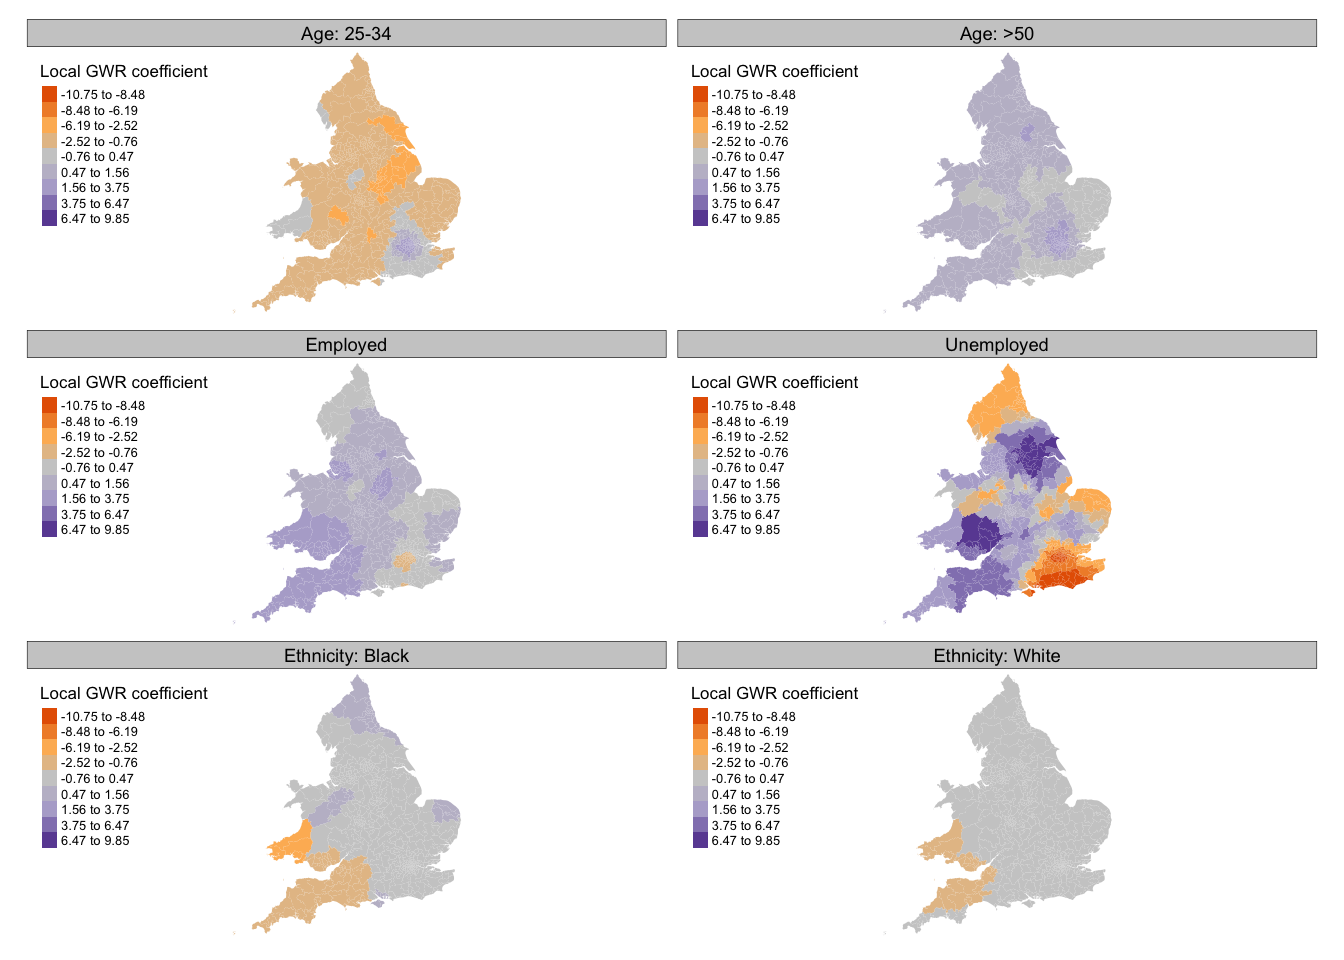 Age: 25-34
Local GWR coefficient
-10.75 to -8.48
-8.48 to -6.19
-6.19 to -2.52
-2.52 to -0.76
-0.76 to 0.47
0.47 to 1.56
1.56 to 3.75
3.75 to 6.47
6.47 to 9.85
Age: >50
Local GWR coefficient
-10.75 to -8.48
-8.48 to -6.19
-6.19 to -2.52
-2.52 to -0.76
-0.76 to 0.47
0.47 to 1.56
1.56 to 3.75
3.75 to 6.47
6.47 to 9.85
Employed
Local GWR coefficient
-10.75 to -8.48
-8.48 to -6.19
-6.19 to -2.52
-2.52 to -0.76
-0.76 to 0.47
0.47 to 1.56
1.56 to 3.75
3.75 to 6.47
6.47 to 9.85
Unemployed
Local GWR coefficient
-10.75 to -8.48
-8.48 to -6.19
-6.19 to -2.52
-2.52 to -0.76
-0.76 to 0.47
0.47 to 1.56
1.56 to 3.75
3.75 to 6.47
6.47 to 9.85
Ethnicity: Black
Local GWR coefficient
-10.75 to -8.48
-8.48 to -6.19
-6.19 to -2.52
-2.52 to -0.76
-0.76 to 0.47
0.47 to 1.56
1.56 to 3.75
3.75 to 6.47
6.47 to 9.85
Ethnicity: White
Local GWR coefficient
-10.75 to -8.48
-8.48 to -6.19
-6.19 to -2.52
-2.52 to -0.76
-0.76 to 0.47
0.47 to 1.56
1.56 to 3.75
3.75 to 6.47
6.47 to 9.85